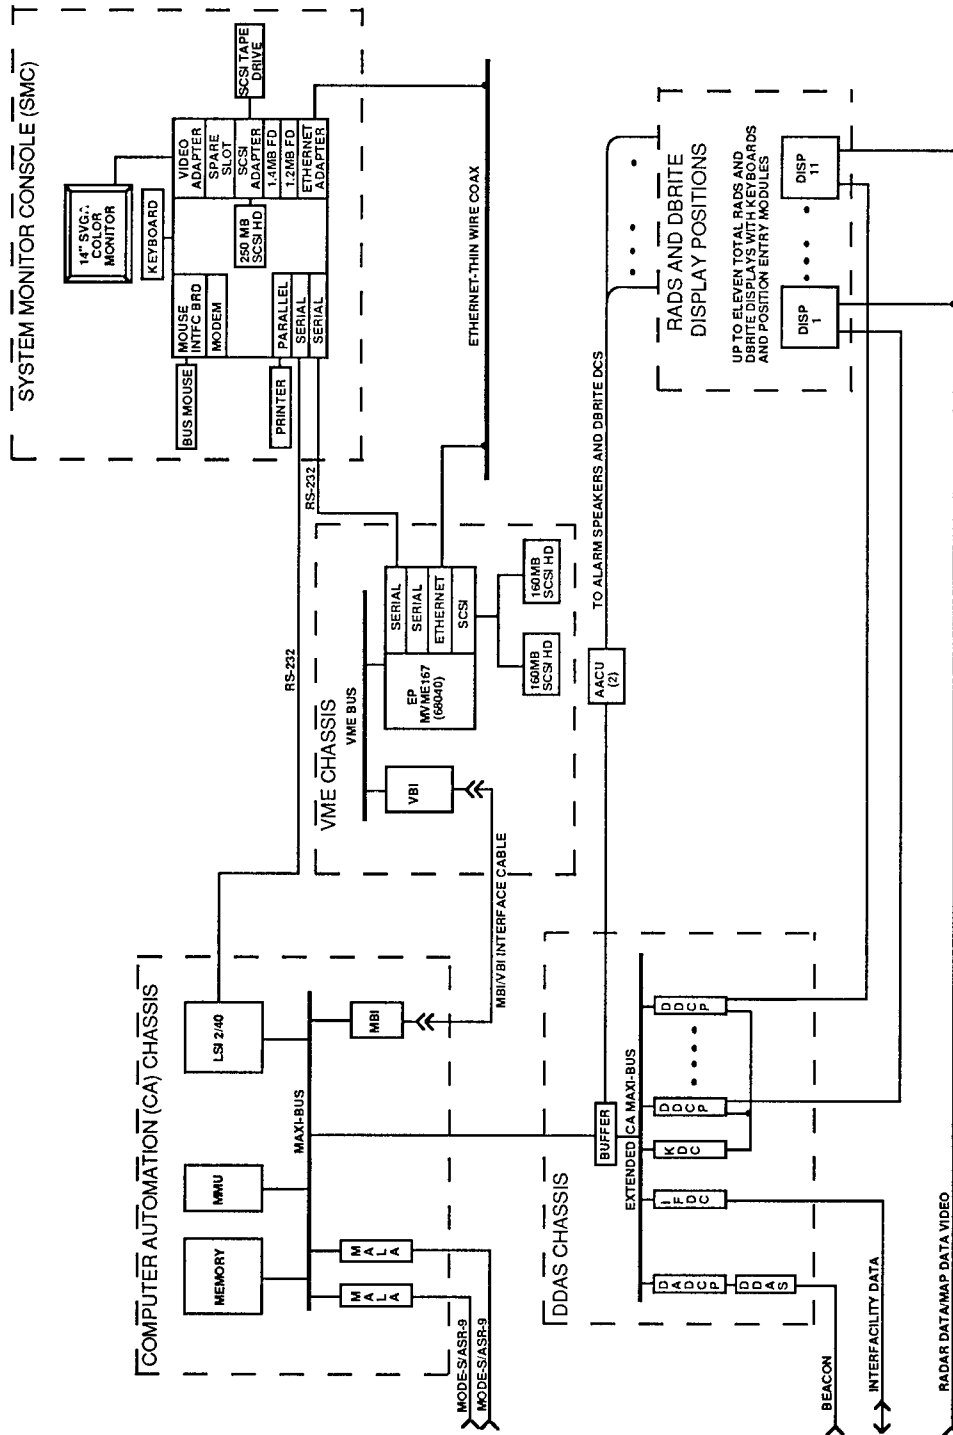 COMPUTER AUTOMATION (CA) CHASSIS
MEMORY
MMU
LSI 2/40
MALA
MALA
MAXI-BUS
MBI
MODE-S/ASR-9
MODE-S/ASR-9
RS-232
RS-232
MBI/VBI INTERFACE CABLE
SYSTEM MONITOR CONSOLE (SMC)
14" SVGA
COLOR
MONITOR
KEYBOARD
BUS MOUSE
MOUSE
INTFC BRD
MODEM
PRINTER
PARALLEL
SERIAL
SERIAL
250 MB
SCSI HD
VIDEO
ADAPTER
SPARE
SLOT
SCSI
ADAPTER
1.4MB FD
1.2MB FD
ETHERNET
ADAPTER
SCSI TAPE
DRIVE
ETHERNET-THIN WIRE COAX
VME CHASSIS
VME BUS
VBI
EP
MVME167
(68040)
SERIAL
SERIAL
ETHERNET
SCSI
160MB
SCSI HD
160MB
SCSI HD
DDAS CHASSIS
BUFFER
EXTENDED CA MAXI-BUS
DADCP
DDAS
IFDC
KDC
DDCP
DDCP
AACU
(2)
TO ALARM SPEAKERS AND DBRITE DCS
RADS AND DBRITE
DISPLAY POSITIONS
UP TO ELEVEN TOTAL RADS AND
DBRITE DISPLAYS WITH KEYBOARDS
AND POSITION ENTRY MODULES
DISP
1
DISP
11
BEACON
INTERFACILITY DATA
RADAR DATA/MAP DATA VIDEO